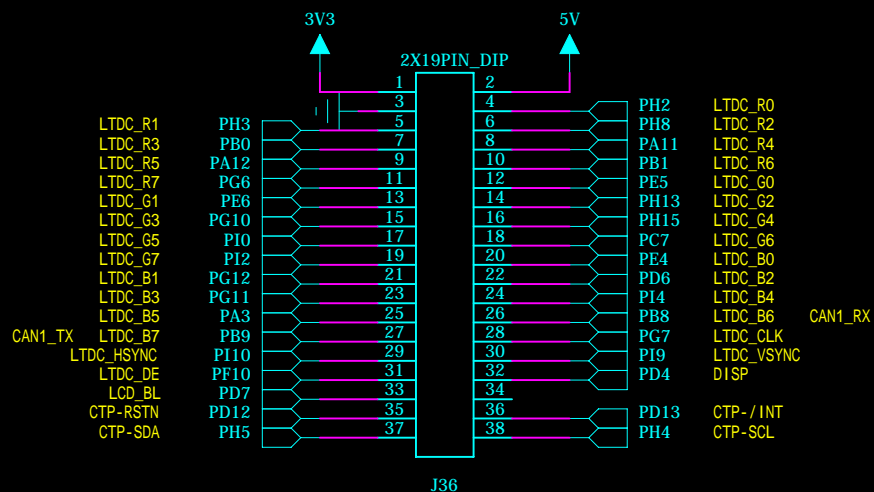 3V3 5V
2X19PIN_DIP
1 2
3 4 PH2 LTDC_R0
LTDC_R1 PH3 5 6 PH8 LTDC_R2
LTDC_R3 PB0 7 8 PA11 LTDC_R4
LTDC_R5 PA12 9 10 PB1 LTDC_R6
LTDC_R7 PG6 11 12 PE5 LTDC_G0
LTDC_G1 PE6 13 14 PH13 LTDC_G2
LTDC_G3 PG10 15 16 PH15 LTDC_G4
LTDC_G5 PI0 17 18 PC7 LTDC_G6
LTDC_G7 PI2 19 20 PE4 LTDC_B0
LTDC_B1 PG12 21 22 PD6 LTDC_B2
LTDC_B3 PG11 23 24 PI4 LTDC_B4
LTDC_B5 PA3 25 26 PB8 LTDC_B6 CAN1_RX
CAN1_TX LTDC_B7 PB9 27 28 PG7 LTDC_CLK
LTDC_HSYNC PI10 29 30 PI9 LTDC_VSYNC
LTDC_DE PF10 31 32 PD4 DISP
LCD_BL PD7 33 34
CTP-RSTN PD12 35 36 PD13 CTP-/INT
CTP-SDA PH5 37 38 PH4 CTP-SCL
J36